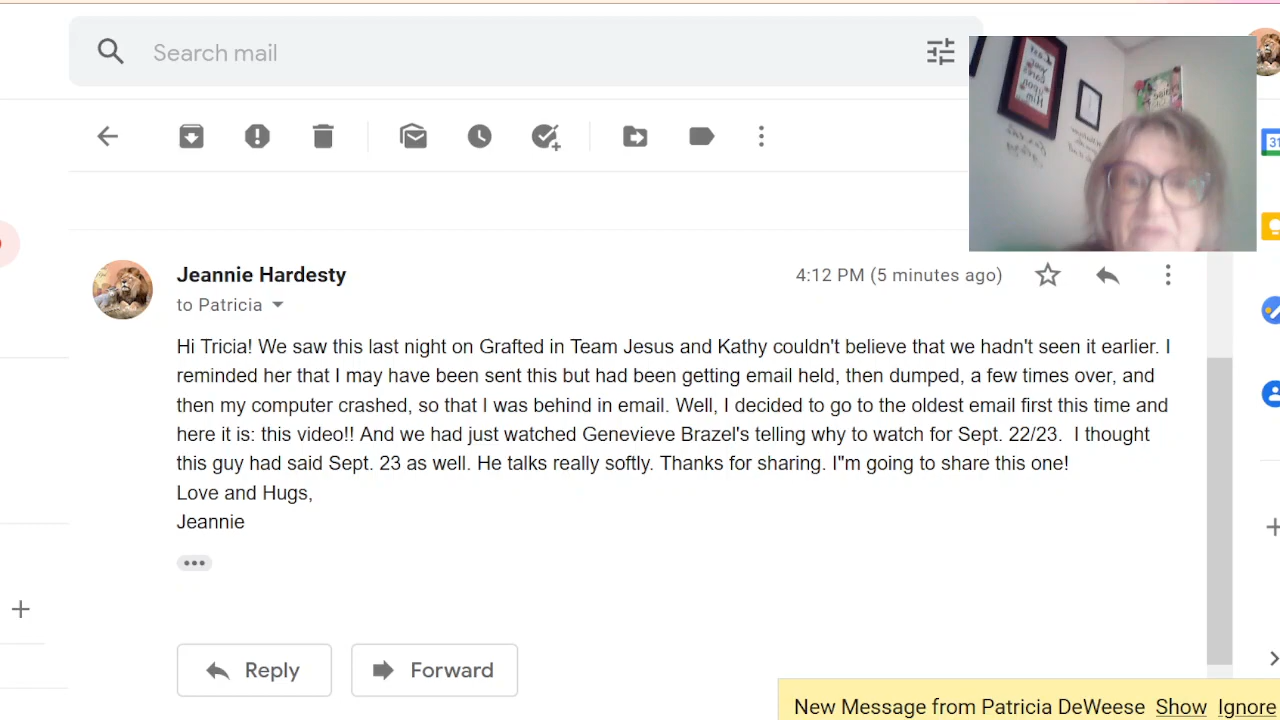 Search mail
31
Jeannie Hardesty
4:12 PM (5 minutes ago)
to Patricia
Hi Tricia! We saw this last night on Grafted in Team Jesus and Kathy couldn't believe that we hadn't seen it earlier. I
reminded her that I may have been sent this but had been getting email held, then dumped, a few times over, and
then my computer crashed, so that I was behind in email. Well, I decided to go to the oldest email first this time and
here it is: this video!! And we had just watched Genevieve Brazel's telling why to watch for Sept. 22/23.  I thought
this guy had said Sept. 23 as well. He talks really softly. Thanks for sharing. I"m going to share this one!
Love and Hugs,
Jeannie
Reply
Forward
New Message from Patricia DeWeese Show Ignore